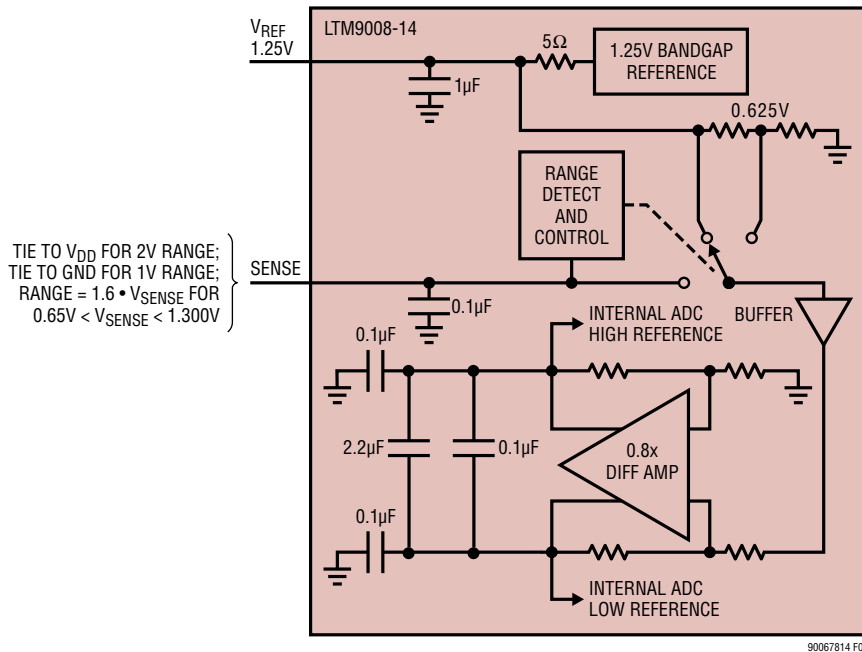 V_REF
1.25V
LTM9008-14
5Ω
1.25V BANDGAP
REFERENCE
1µF
0.625V
RANGE
DETECT
AND
CONTROL
TIE TO V_DD FOR 2V RANGE;
TIE TO GND FOR 1V RANGE;
RANGE = 1.6 • V_SENSE FOR
0.65V < V_SENSE < 1.300V
SENSE
0.1µF
INTERNAL ADC
HIGH REFERENCE
BUFFER
0.1µF
2.2µF
0.1µF
0.8x
DIFF AMP
0.1µF
INTERNAL ADC
LOW REFERENCE
90067814 F0